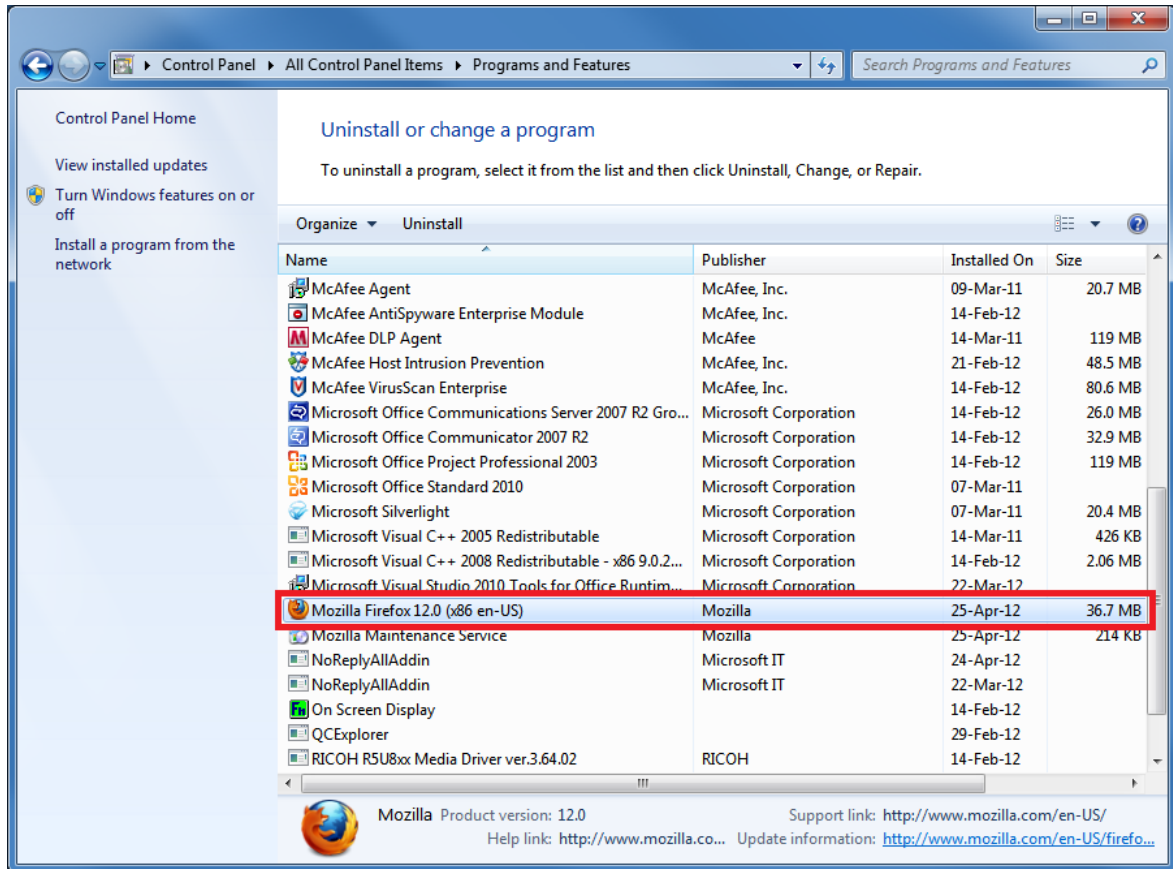 Control Panel ▸ All Control Panel Items ▸ Programs and Features Search Programs and Features
Control Panel Home
View installed updates
Turn Windows features on or
off
Install a program from the
network
Uninstall or change a program
To uninstall a program, select it from the list and then click Uninstall, Change, or Repair.
Organize Uninstall
Name Publisher Installed On Size
McAfee Agent McAfee, Inc. 09-Mar-11 20.7 MB
McAfee AntiSpyware Enterprise Module McAfee, Inc. 14-Feb-12
McAfee DLP Agent McAfee 14-Mar-11 119 MB
McAfee Host Intrusion Prevention McAfee, Inc. 21-Feb-12 48.5 MB
McAfee VirusScan Enterprise McAfee, Inc. 14-Feb-12 80.6 MB
Microsoft Office Communications Server 2007 R2 Gro... Microsoft Corporation 14-Feb-12 26.0 MB
Microsoft Office Communicator 2007 R2 Microsoft Corporation 14-Feb-12 32.9 MB
Microsoft Office Project Professional 2003 Microsoft Corporation 14-Feb-12 119 MB
Microsoft Office Standard 2010 Microsoft Corporation 07-Mar-11
Microsoft Silverlight Microsoft Corporation 07-Mar-11 20.4 MB
Microsoft Visual C++ 2005 Redistributable Microsoft Corporation 14-Mar-11 426 KB
Microsoft Visual C++ 2008 Redistributable - x86 9.0.2... Microsoft Corporation 14-Feb-12 2.06 MB
Microsoft Visual Studio 2010 Tools for Office Runtim... Microsoft Corporation 22-Mar-12
Mozilla Firefox 12.0 (x86 en-US) Mozilla 25-Apr-12 36.7 MB
Mozilla Maintenance Service Mozilla 25-Apr-12 214 KB
NoReplyAllAddin Microsoft IT 24-Apr-12
NoReplyAllAddin Microsoft IT 22-Mar-12
On Screen Display 14-Feb-12
QCExplorer 29-Feb-12
RICOH R5U8xx Media Driver ver.3.64.02 RICOH 14-Feb-12
Mozilla Product version: 12.0 Support link: http://www.mozilla.com/en-US/
Help link: http://www.mozilla.co... Update information: http://www.mozilla.com/en-US/firefo...